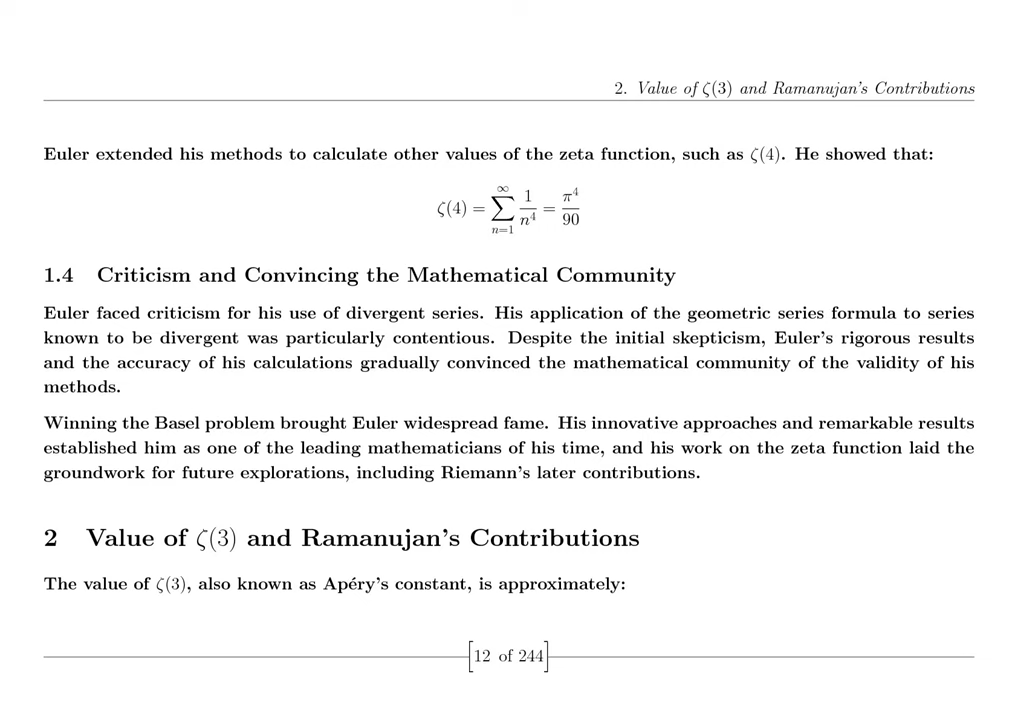 2. Value of ζ(3) and Ramanujan's Contributions
Euler extended his methods to calculate other values of the zeta function, such as ζ(4). He showed that:
ζ(4) = ∑_{n=1}^{∞} 1/n⁴ = π⁴/90
1.4 Criticism and Convincing the Mathematical Community
Euler faced criticism for his use of divergent series. His application of the geometric series formula to series
known to be divergent was particularly contentious. Despite the initial skepticism, Euler's rigorous results
and the accuracy of his calculations gradually convinced the mathematical community of the validity of his
methods.
Winning the Basel problem brought Euler widespread fame. His innovative approaches and remarkable results
established him as one of the leading mathematicians of his time, and his work on the zeta function laid the
groundwork for future explorations, including Riemann's later contributions.
2 Value of ζ(3) and Ramanujan's Contributions
The value of ζ(3), also known as Apéry's constant, is approximately:
[12 of 244]